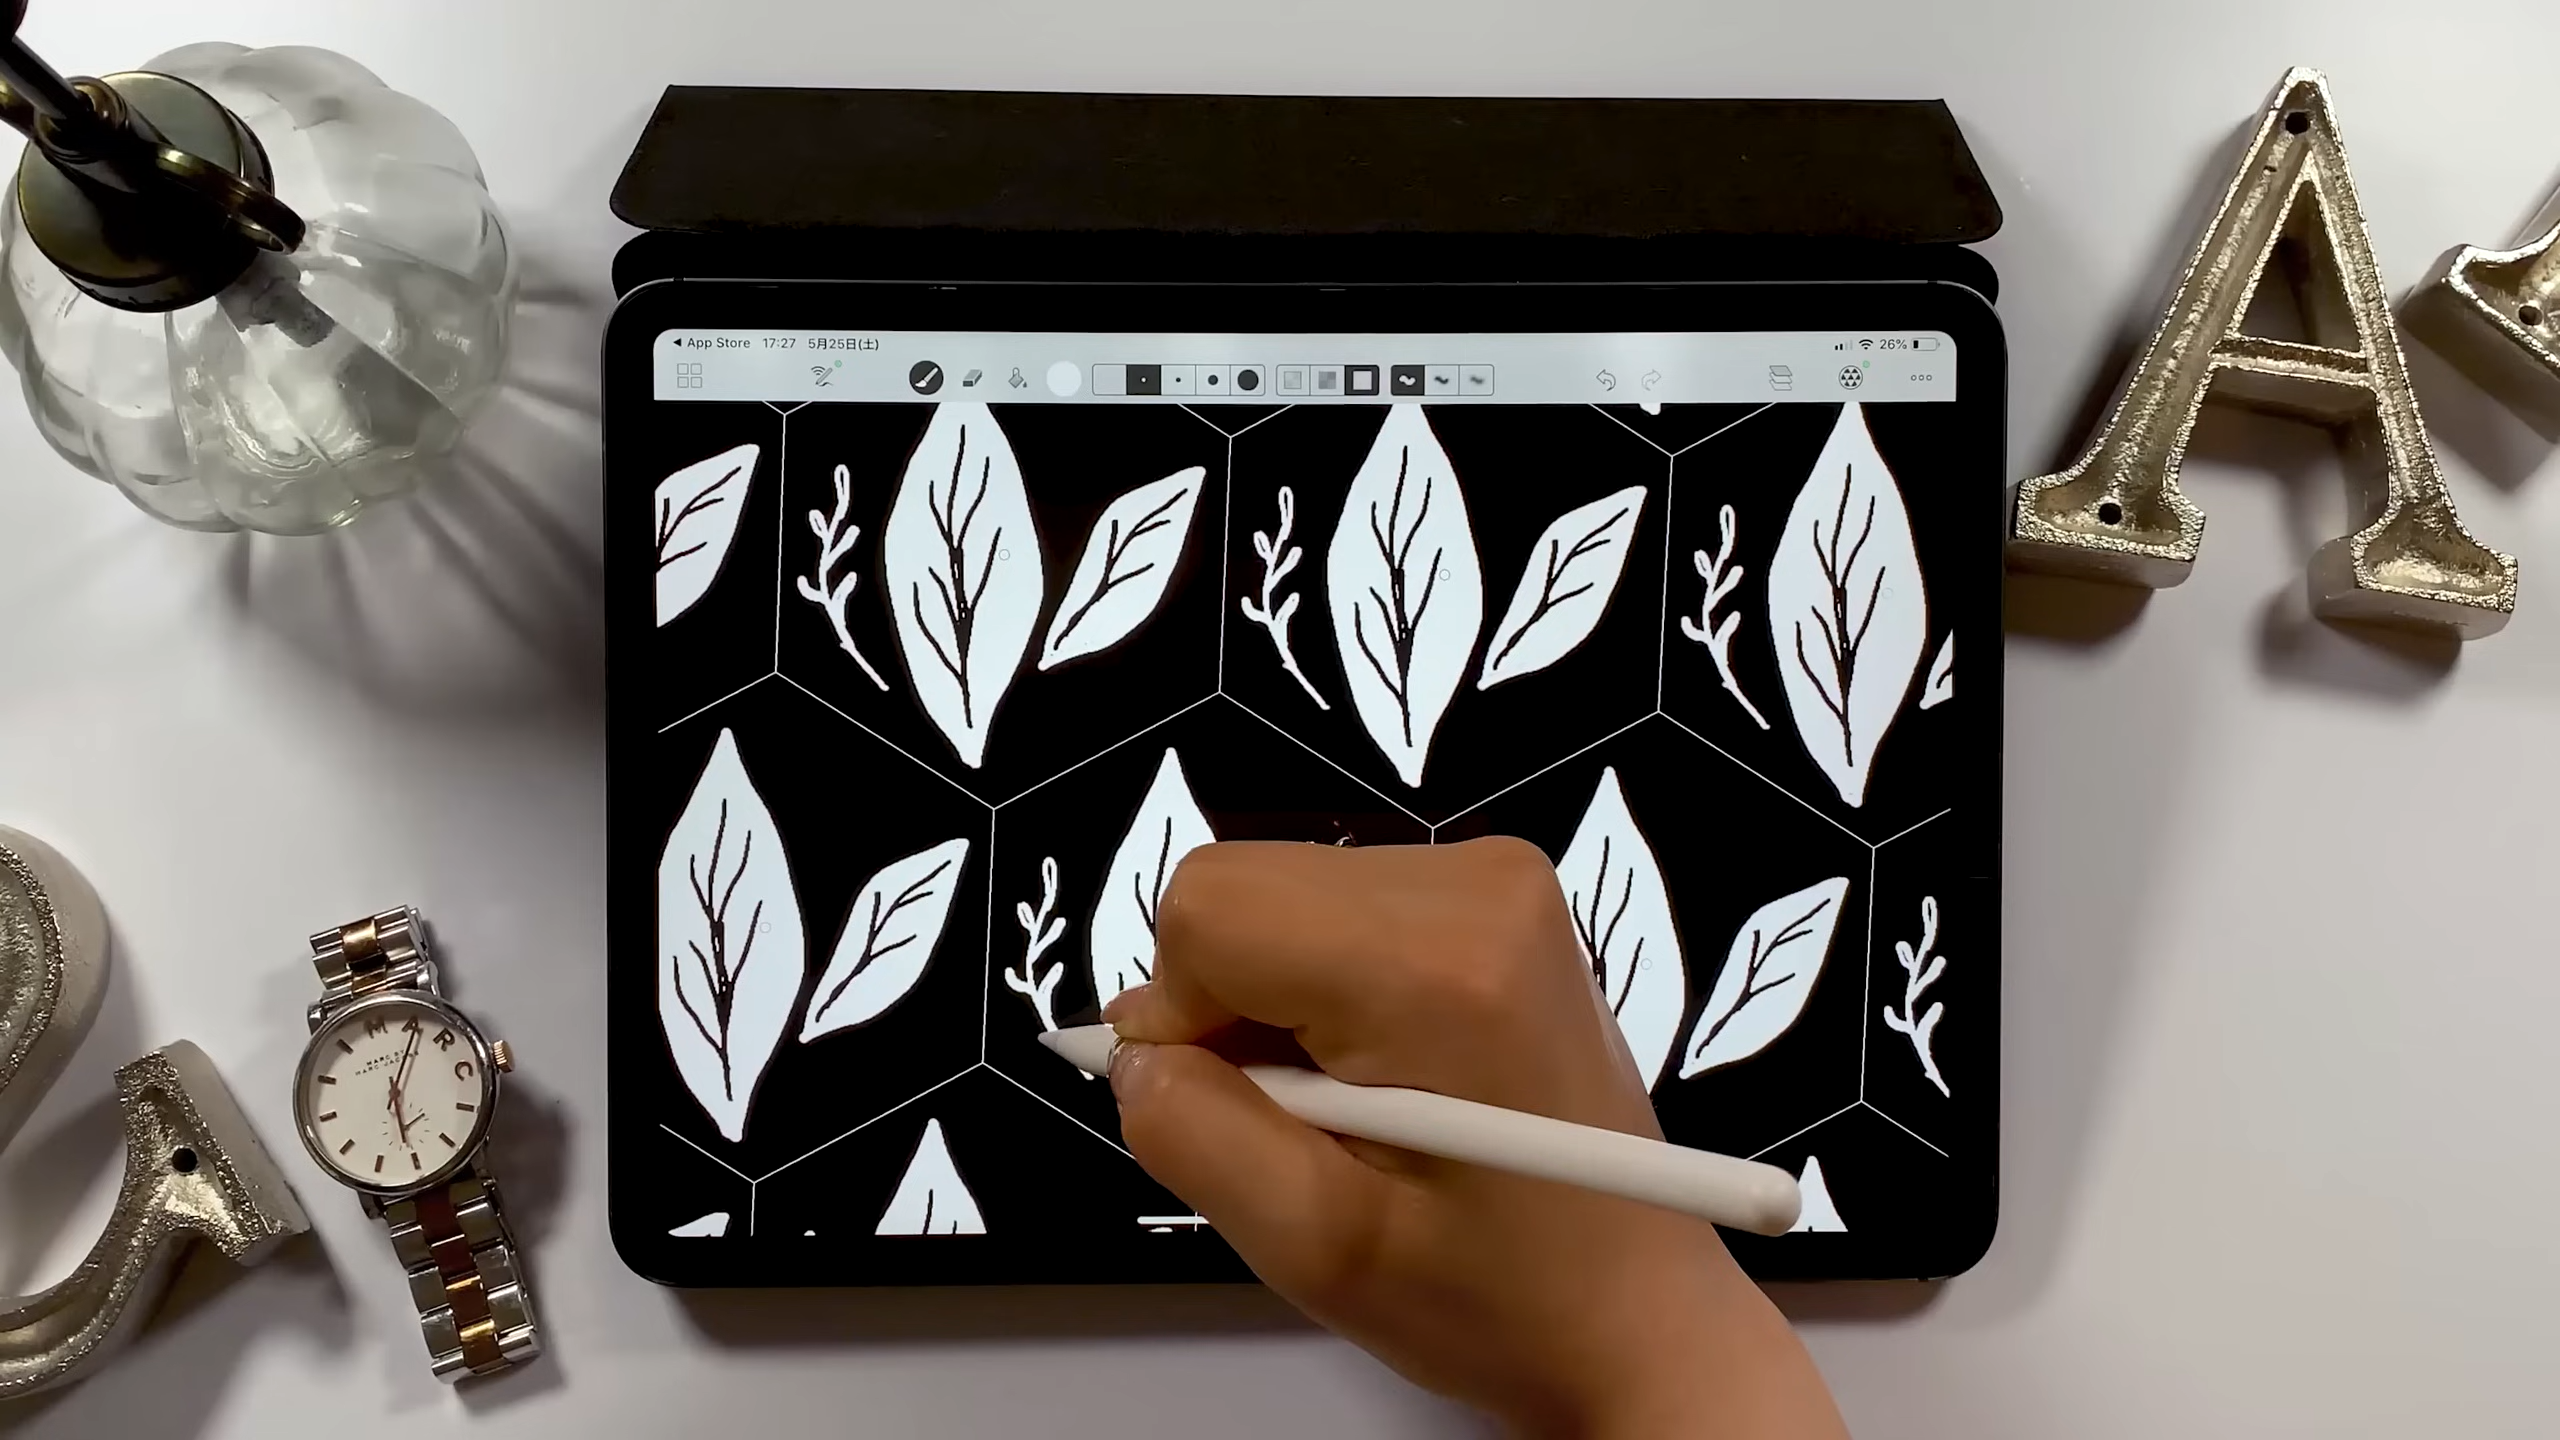 ◀ App Store 17:27 5月25日(土) 26%
A
MARC
MARC BY
MARC JACOBS